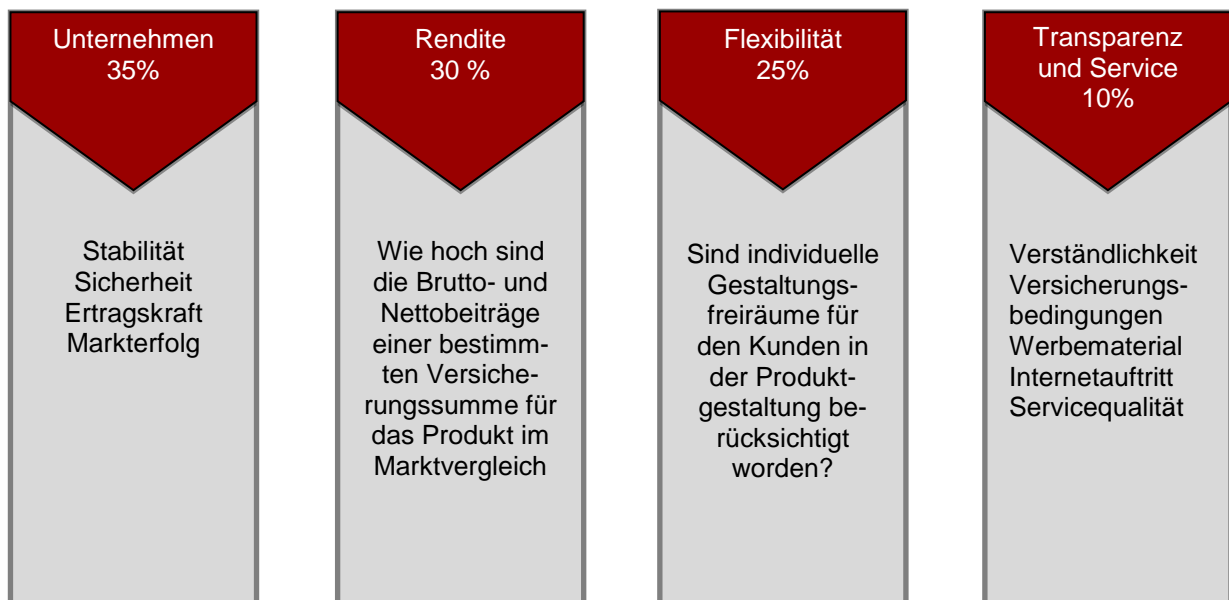 Unternehmen
35%
Stabilität
Sicherheit
Ertragskraft
Markterfolg
Rendite
30 %
Wie hoch sind
die Brutto- und
Nettobeiträge
einer bestimm-
ten Versiche-
rungssumme für
das Produkt im
Marktvergleich
Flexibilität
25%
Sind individuelle
Gestaltungs-
freiräume für
den Kunden in
der Produkt-
gestaltung be-
rücksichtigt
worden?
Transparenz
und Service
10%
Verständlichkeit
Versicherungs-
bedingungen
Werbematerial
Internetauftritt
Servicequalität